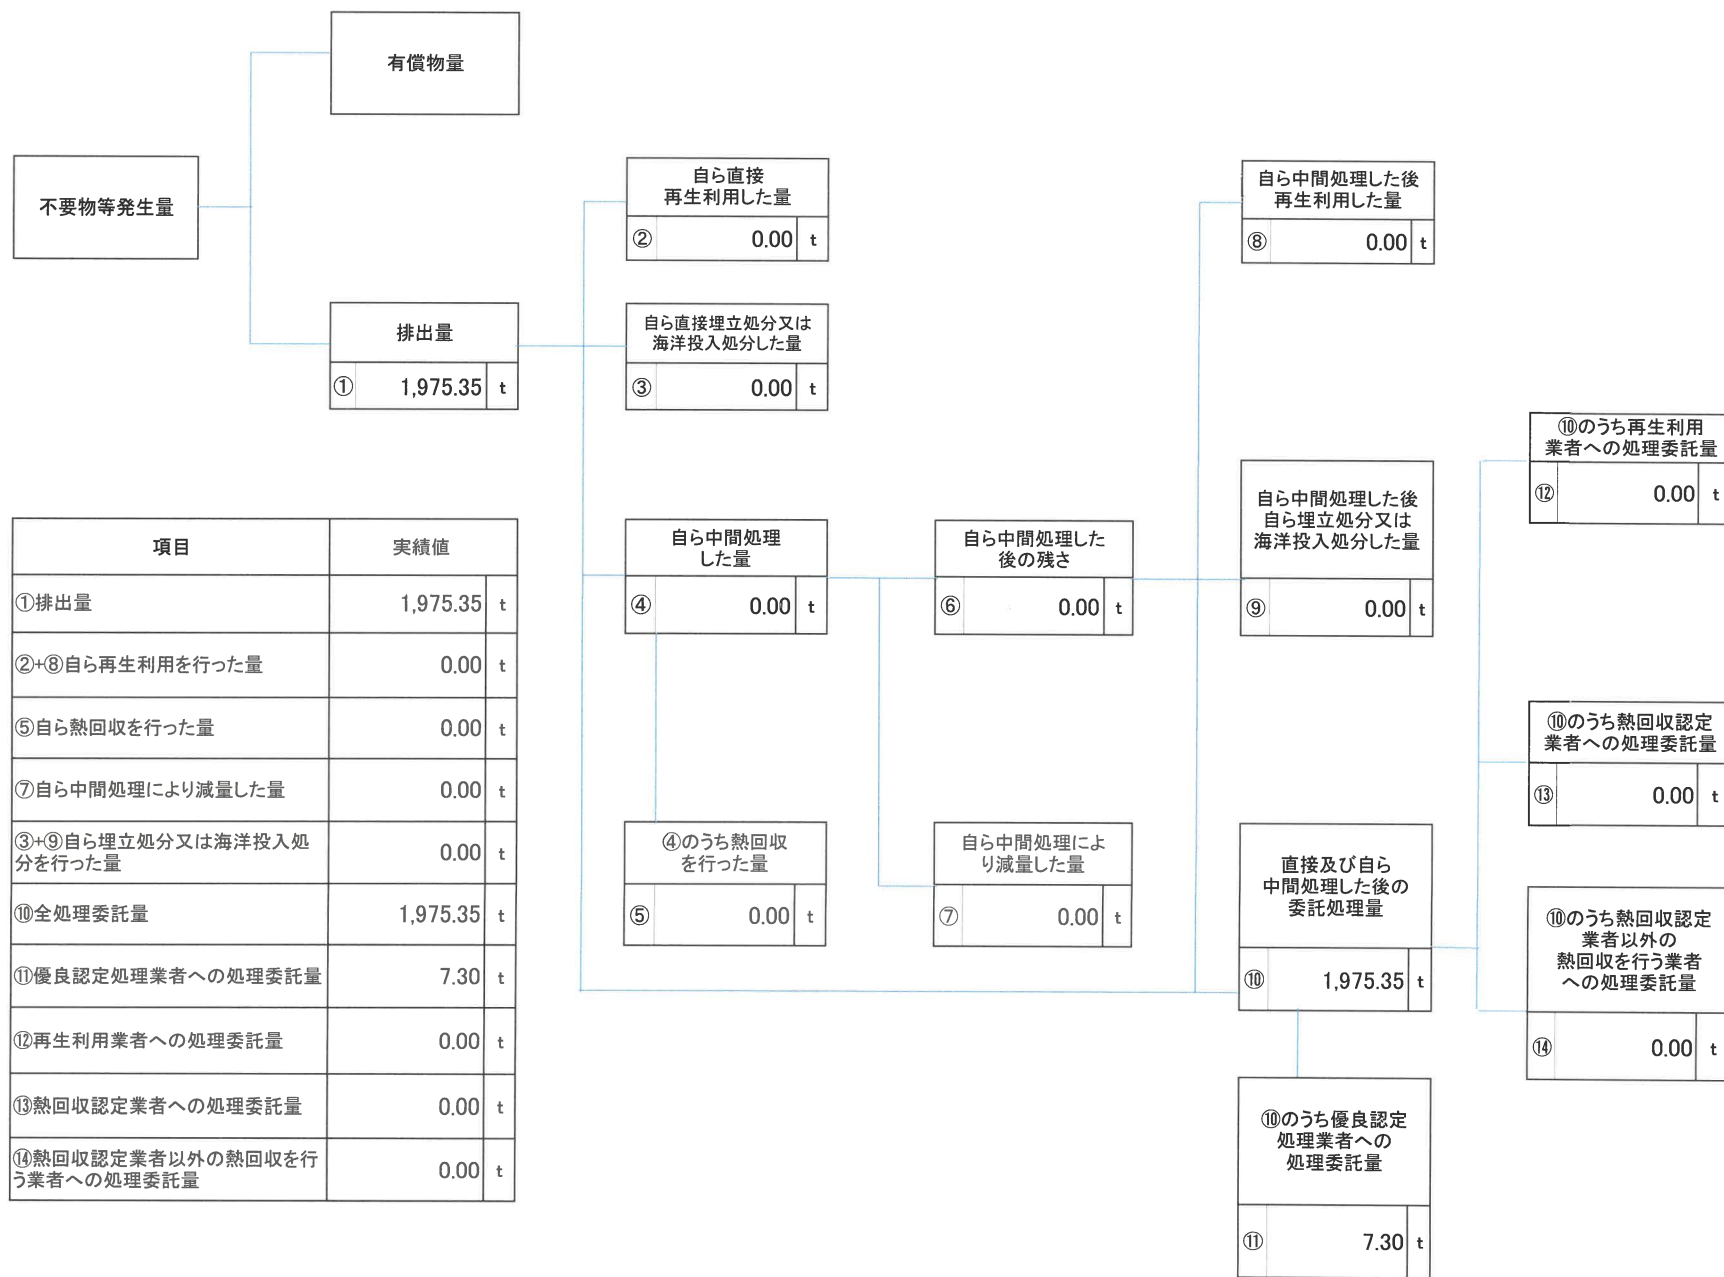 有償物量
不要物等発生量
排出量
① 1,975.35 t
自ら直接
再生利用した量
② 0.00 t
自ら直接埋立処分又は
海洋投入処分した量
③ 0.00 t
自ら中間処理
した量
④ 0.00 t
④のうち熱回収
を行った量
⑤ 0.00 t
自ら中間処理した
後の残さ
⑥ 0.00 t
自ら中間処理によ
り減量した量
⑦ 0.00 t
自ら中間処理した後
再生利用した量
⑧ 0.00 t
自ら中間処理した後
自ら埋立処分又は
海洋投入処分した量
⑨ 0.00 t
直接及び自ら
中間処理した後の
委託処理量
⑩ 1,975.35 t
⑩のうち優良認定
処理業者への
処理委託量
⑪ 7.30 t
⑩のうち再生利用
業者への処理委託量
⑫ 0.00 t
⑩のうち熱回収認定
業者への処理委託量
⑬ 0.00 t
⑩のうち熱回収認定
業者以外の
熱回収を行う業者
への処理委託量
⑭ 0.00 t
項目 実績値
①排出量 1,975.35 t
②+⑧自ら再生利用を行った量 0.00 t
⑤自ら熱回収を行った量 0.00 t
⑦自ら中間処理により減量した量 0.00 t
③+⑨自ら埋立処分又は海洋投入処
分を行った量 0.00 t
⑩全処理委託量 1,975.35 t
⑪優良認定処理業者への処理委託量 7.30 t
⑫再生利用業者への処理委託量 0.00 t
⑬熱回収認定業者への処理委託量 0.00 t
⑭熱回収認定業者以外の熱回収を行
う業者への処理委託量 0.00 t